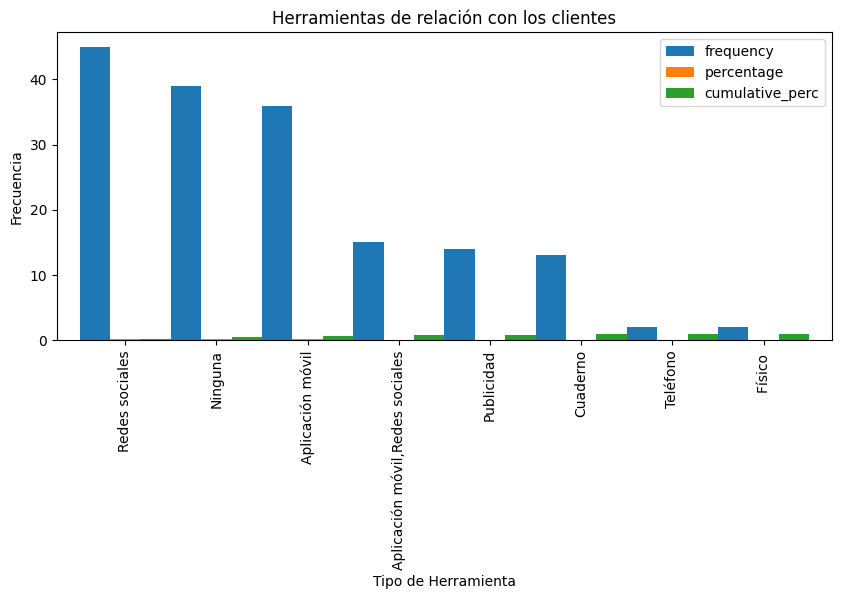 Herramientas de relación con los clientes
frequency
percentage
cumulative_perc
Frecuencia
40
30
20
10
0
Redes sociales
Ninguna
Aplicación móvil
Aplicación móvil,Redes sociales
Publicidad
Cuaderno
Teléfono
Físico
Tipo de Herramienta